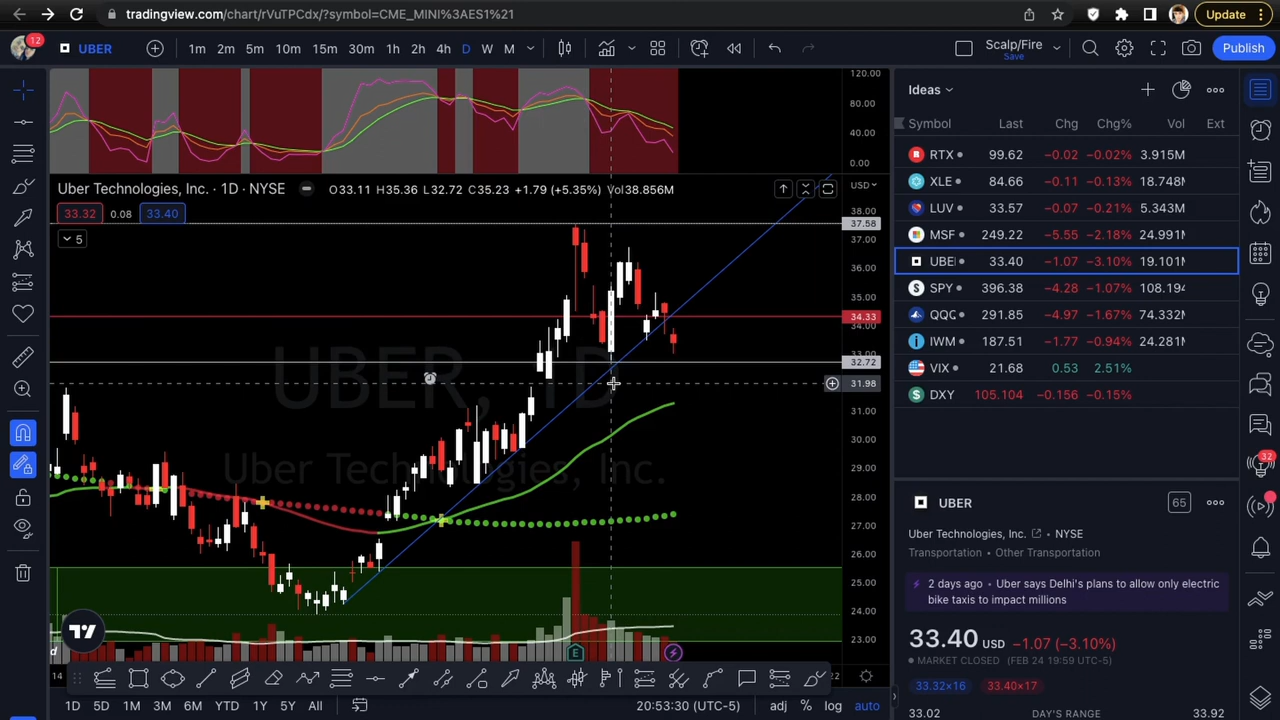 tradingview.com/chart/rVuTPCdx/?symbol=CME_MINI%3AES1%21
Update
12
UBER
1m 2m 5m 10m 15m 30m 1h 2h 4h D W M
Scalp/Fire
Save
Publish
Ideas
Symbol Last Chg Chg% Vol Ext
RTX 99.62 −0.02 −0.02% 3.915M
XLE 84.66 −0.11 −0.13% 18.748M
LUV 33.57 −0.07 −0.21% 5.343M
MSF 249.22 −5.55 −2.18% 24.991M
UBE 33.40 −1.07 −3.10% 19.101M
SPY 396.38 −4.28 −1.07% 108.194
QQC 291.85 −4.97 −1.67% 74.332M
IWM 187.51 −1.77 −0.94% 24.281M
VIX 21.68 0.53 2.51%
DXY 105.104 −0.156 −0.15%
120.00
80.00
40.00
0.00
Uber Technologies, Inc. · 1D · NYSE O33.11 H35.36 L32.72 C35.23 +1.79 (+5.35%) Vol38.856M
USD
33.32 0.08 33.40
5
38.00
37.58
37.00
36.00
35.00
34.33
34.00
33.00
32.72
31.98
31.00
30.00
29.00
28.00
27.00
26.00
25.00
24.00
23.00
UBER, 1D
Uber Technologies, Inc.
E
14
22
1D 5D 1M 3M 6M YTD 1Y 5Y All
20:53:30 (UTC-5) adj % log auto
32
UBER
65
Uber Technologies, Inc. · NYSE
Transportation · Other Transportation
2 days ago · Uber says Delhi's plans to allow only electric
bike taxis to impact millions
33.40 USD −1.07 (−3.10%)
MARKET CLOSED (FEB 24 19:59 UTC-5)
33.32×16 33.40×17
33.02 DAY'S RANGE 33.92